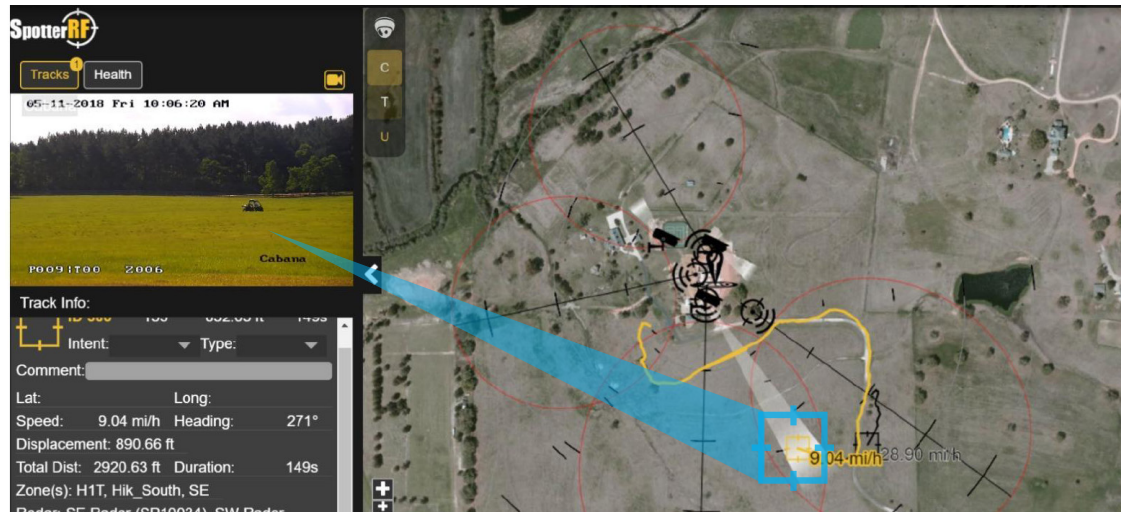 SpotterRF
Tracks 1 Health
05-11-2018 Fri 10:06:20 AM
Cabana
P009:T00 2006
Track Info:
149s
Intent: Type:
Comment:
Lat: Long:
Speed: 9.04 mi/h Heading: 271°
Displacement: 890.66 ft
Total Dist: 2920.63 ft Duration: 149s
Zone(s): H1T, Hik_South, SE
C
T
U
9.04 mi/h
28.90 mi/h